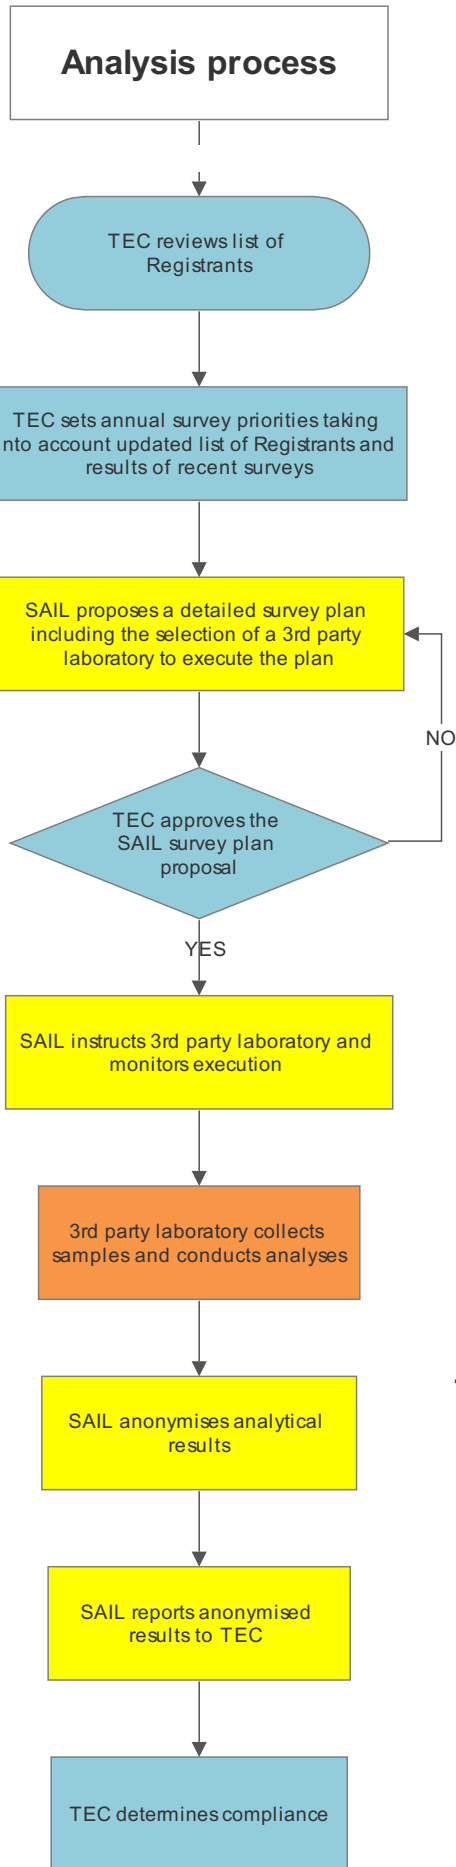 Analysis process
TEC reviews list of
Registrants
TEC sets annual survey priorities taking
nto account updated list of Registrants and
results of recent surveys
SAIL proposes a detailed survey plan
including the selection of a 3rd party
laboratory to execute the plan
NO
TEC approves the
SAIL survey plan
proposal
YES
SAIL instructs 3rd party laboratory and
monitors execution
3rd party laboratory collects
samples and conducts analyses
SAIL anonymises analytical
results
SAIL reports anonymised
results to TEC
TEC determines compliance